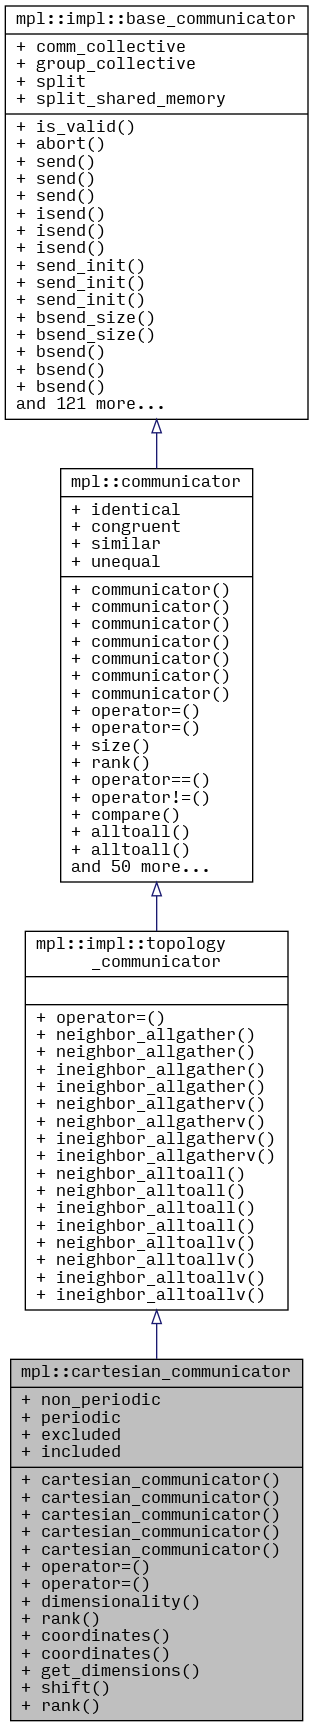 mpl::impl::base_communicator
+ comm_collective
+ group_collective
+ split
+ split_shared_memory
+ is_valid()
+ abort()
+ send()
+ send()
+ send()
+ isend()
+ isend()
+ isend()
+ send_init()
+ send_init()
+ send_init()
+ bsend_size()
+ bsend_size()
+ bsend()
+ bsend()
+ bsend()
and 121 more...
mpl::communicator
+ identical
+ congruent
+ similar
+ unequal
+ communicator()
+ communicator()
+ communicator()
+ communicator()
+ communicator()
+ communicator()
+ communicator()
+ operator=()
+ operator=()
+ size()
+ rank()
+ operator==()
+ operator!=()
+ compare()
+ alltoall()
+ alltoall()
and 50 more...
mpl::impl::topology
_communicator
+ operator=()
+ neighbor_allgather()
+ neighbor_allgather()
+ ineighbor_allgather()
+ ineighbor_allgather()
+ neighbor_allgatherv()
+ neighbor_allgatherv()
+ ineighbor_allgatherv()
+ ineighbor_allgatherv()
+ neighbor_alltoall()
+ neighbor_alltoall()
+ ineighbor_alltoall()
+ ineighbor_alltoall()
+ neighbor_alltoallv()
+ neighbor_alltoallv()
+ ineighbor_alltoallv()
+ ineighbor_alltoallv()
mpl::cartesian_communicator
+ non_periodic
+ periodic
+ excluded
+ included
+ cartesian_communicator()
+ cartesian_communicator()
+ cartesian_communicator()
+ cartesian_communicator()
+ cartesian_communicator()
+ operator=()
+ operator=()
+ dimensionality()
+ rank()
+ coordinates()
+ coordinates()
+ get_dimensions()
+ shift()
+ rank()